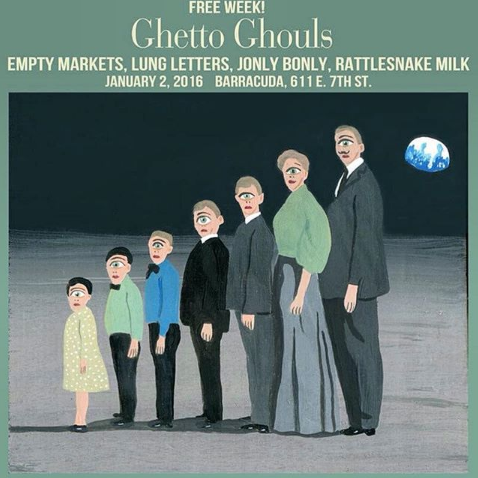 FREE WEEK!
Ghetto Ghouls
EMPTY MARKETS, LUNG LETTERS, JONLY BONLY, RATTLESNAKE MILK
JANUARY 2, 2016 BARRACUDA, 611 E. 7TH ST.